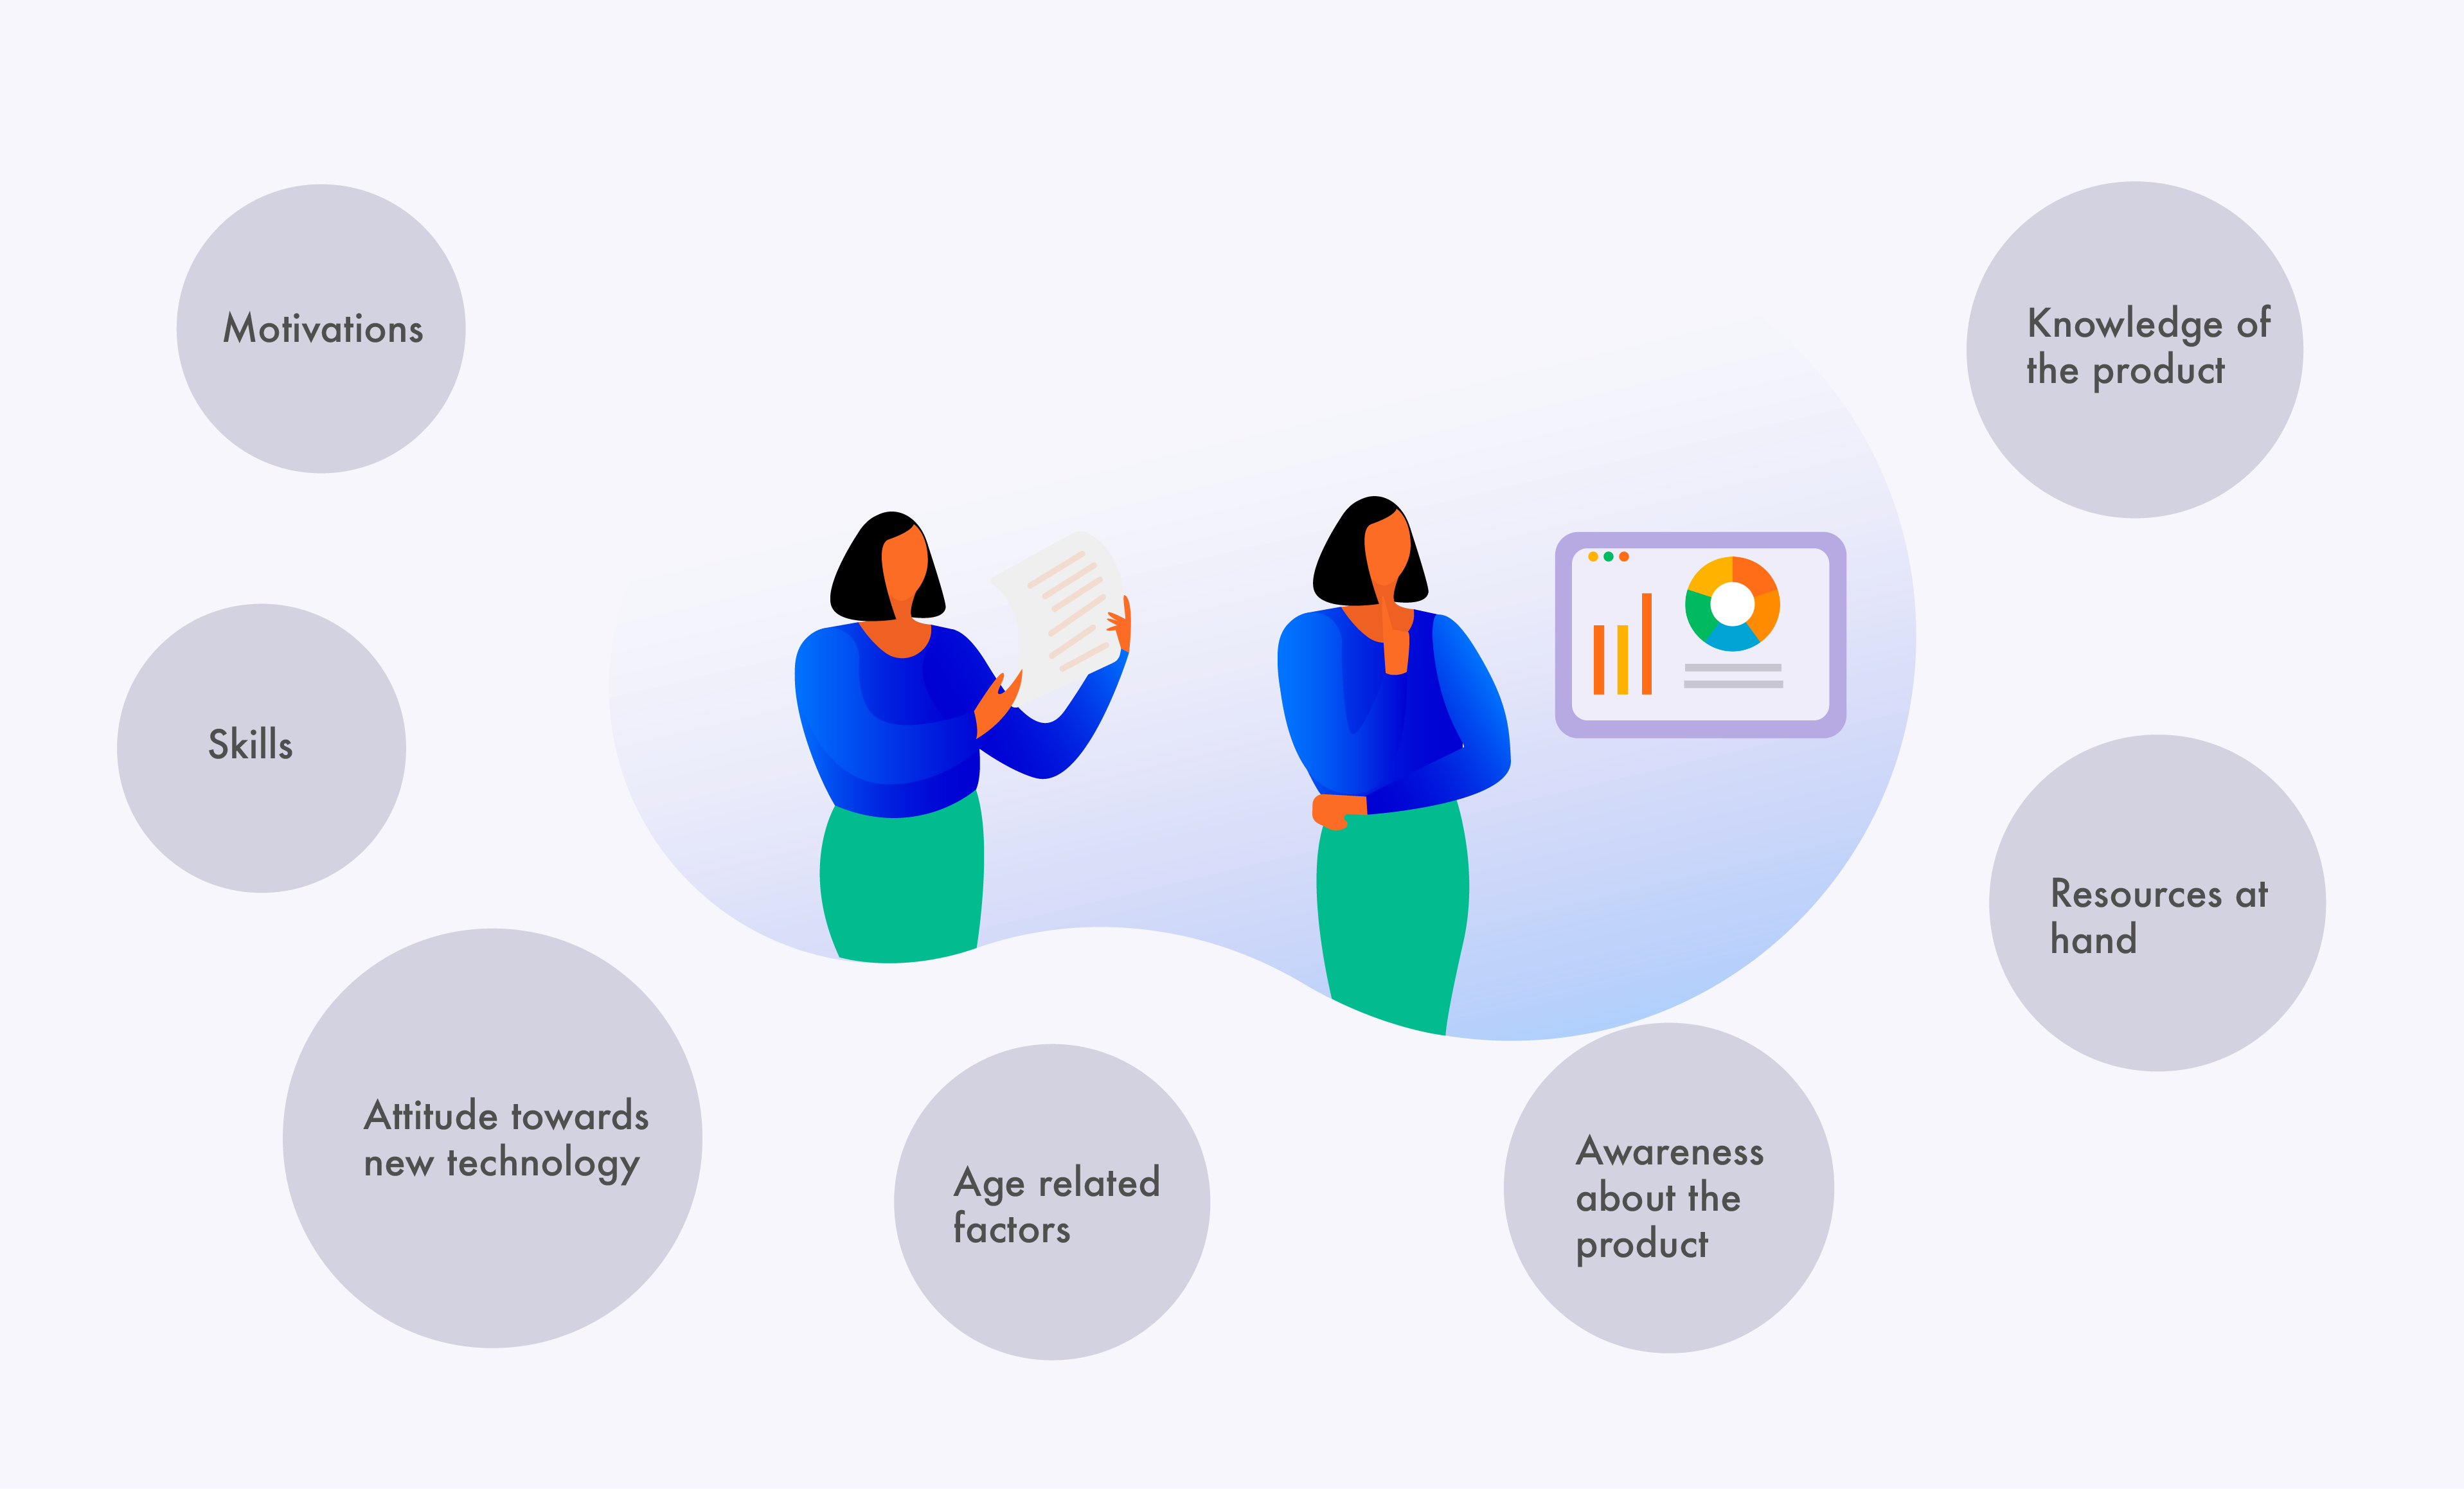 Motivations
Knowledge of
the product
Skills
Resources at
hand
Attitude towards
new technology
Age related
factors
Awareness
about the
product